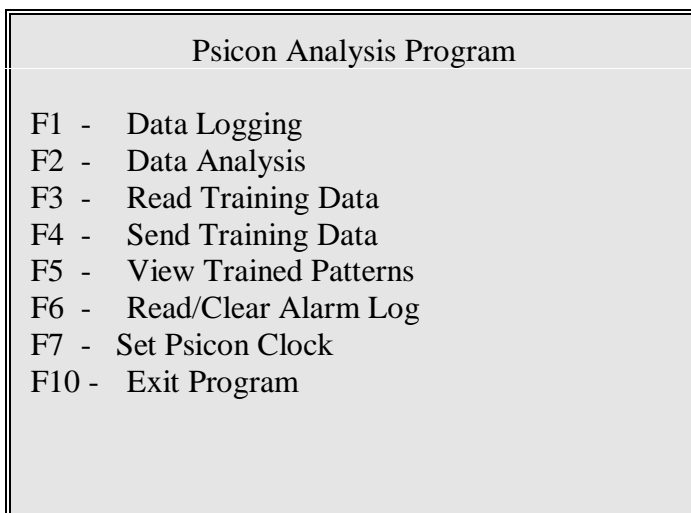 Psicon Analysis Program
F1 - Data Logging
F2 - Data Analysis
F3 - Read Training Data
F4 - Send Training Data
F5 - View Trained Patterns
F6 - Read/Clear Alarm Log
F7 - Set Psicon Clock
F10 - Exit Program